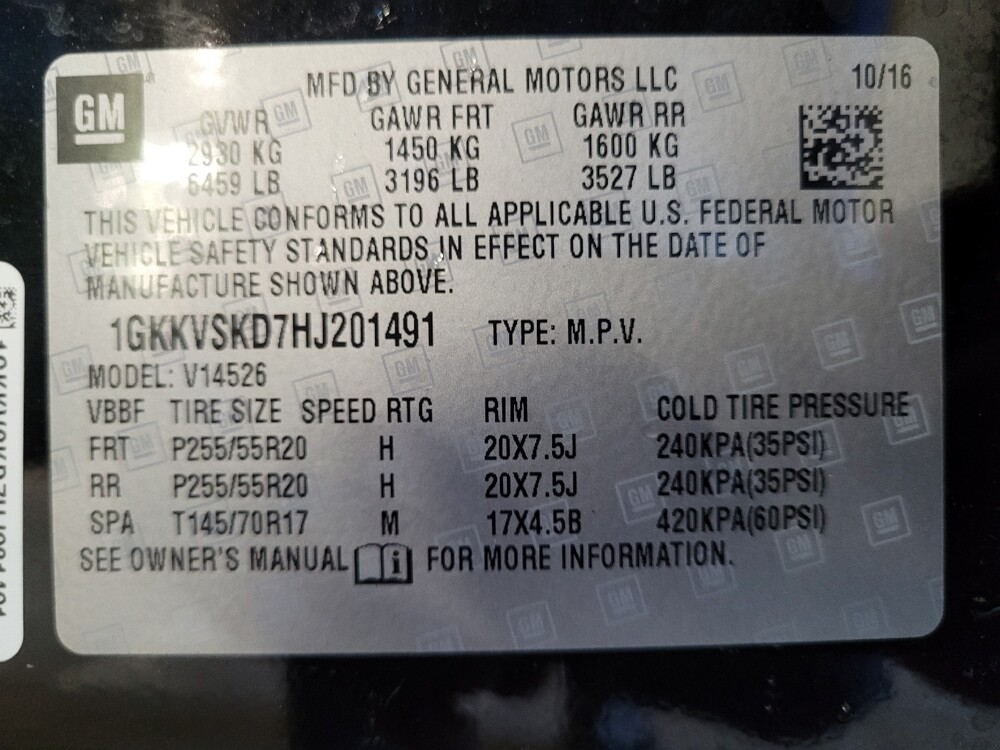 GM
MFD BY GENERAL MOTORS LLC 10/16
GVWR GAWR FRT GAWR RR
2930 KG 1450 KG 1600 KG
6459 LB 3196 LB 3527 LB
THIS VEHICLE CONFORMS TO ALL APPLICABLE U.S. FEDERAL MOTOR
VEHICLE SAFETY STANDARDS IN EFFECT ON THE DATE OF
MANUFACTURE SHOWN ABOVE.
1GKKVSKD7HJ201491 TYPE: M.P.V.
MODEL: V14526
VBBF TIRE SIZE SPEED RTG RIM COLD TIRE PRESSURE
FRT P255/55R20 H 20X7.5J 240KPA(35PSI)
RR P255/55R20 H 20X7.5J 240KPA(35PSI)
SPA T145/70R17 M 17X4.5B 420KPA(60PSI)
SEE OWNER'S MANUAL i FOR MORE INFORMATION.